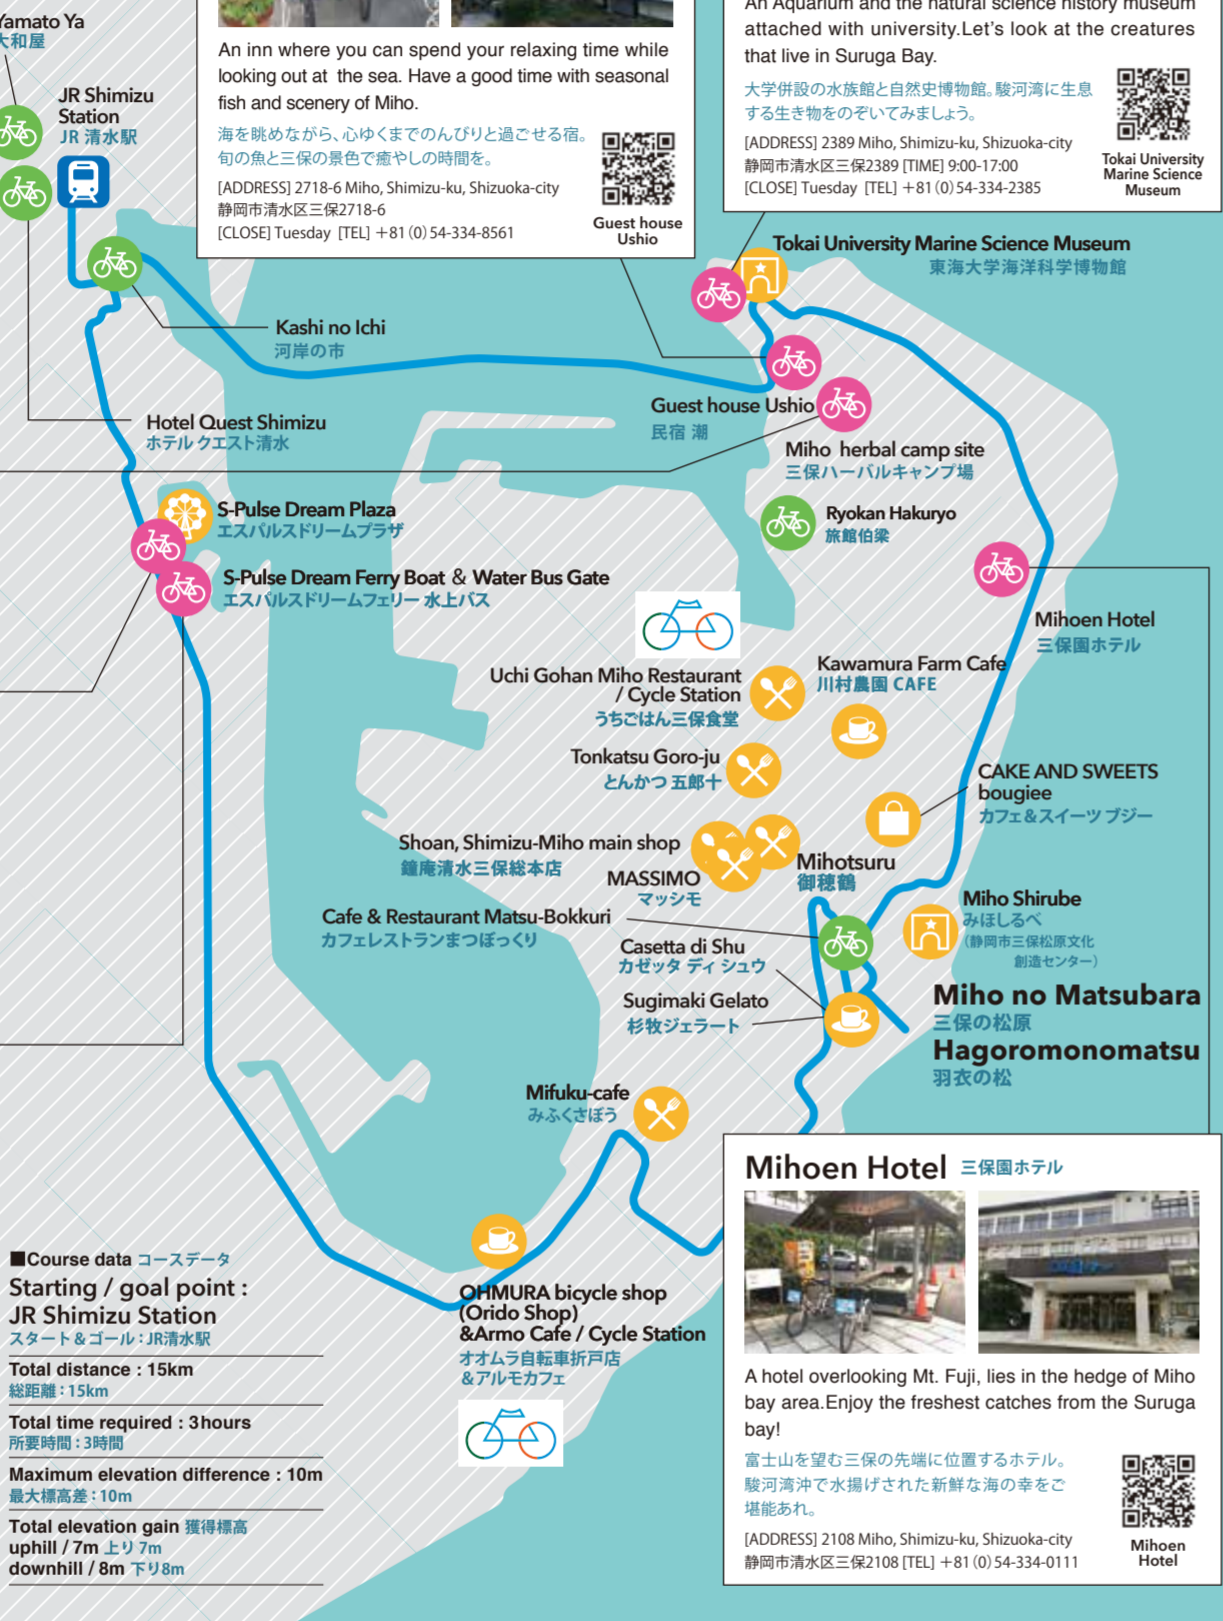 Yamato Ya
大和屋
JR Shimizu
Station
JR 清水駅
An inn where you can spend your relaxing time while
looking out at the sea. Have a good time with seasonal
fish and scenery of Miho.
海を眺めながら、心ゆくまでのんびりと過ごせる宿。
旬の魚と三保の景色で癒やしの時間を。
[ADDRESS] 2718-6 Miho, Shimizu-ku, Shizuoka-city
静岡市清水区三保2718-6
[CLOSE] Tuesday [TEL] +81(0)54-334-8561
Guest house
Ushio
An Aquarium and the natural science history museum
attached with university.Let's look at the creatures
that live in Suruga Bay.
大学併設の水族館と自然史博物館。駿河湾に生息
する生き物をのぞいてみましょう。
[ADDRESS] 2389 Miho, Shimizu-ku, Shizuoka-city
静岡市清水区三保2389 [TIME] 9:00-17:00
[CLOSE] Tuesday [TEL] +81(0)54-334-2385
Tokai University
Marine Science
Museum
Tokai University Marine Science Museum
東海大学海洋科学博物館
Kashi no Ichi
河岸の市
Hotel Quest Shimizu
ホテル クエスト清水
Guest house Ushio
民宿 潮
Miho herbal camp site
三保ハーバルキャンプ場
S-Pulse Dream Plaza
エスパルスドリームプラザ
Ryokan Hakuryo
旅館伯梁
S-Pulse Dream Ferry Boat & Water Bus Gate
エスパルスドリームフェリー 水上バス
Mihoen Hotel
三保園ホテル
Uchi Gohan Miho Restaurant
/ Cycle Station
うちごはん三保食堂
Kawamura Farm Cafe
川村農園 CAFE
Tonkatsu Goro-ju
とんかつ 五郎十
CAKE AND SWEETS
bougiee
カフェ&スイーツ ブジー
Shoan, Shimizu-Miho main shop
鐘庵清水三保総本店
MASSIMO
マッシモ
Mihotsuru
御穂鶴
Cafe & Restaurant Matsu-Bokkuri
カフェレストランまつぼっくり
Miho Shirube
みほしるべ
(静岡市三保松原文化
創造センター)
Casetta di Shu
カゼッタ ディ シュウ
Sugimaki Gelato
杉牧ジェラート
Miho no Matsubara
三保の松原
Hagoromonomatsu
羽衣の松
Mifuku-cafe
みふくさぼう
OHMURA bicycle shop
(Orido Shop)
&Armo Cafe / Cycle Station
オオムラ自転車折戸店
&アルモカフェ
■Course data コースデータ
Starting / goal point :
JR Shimizu Station
スタート&ゴール:JR清水駅
Total distance : 15km
総距離:15km
Total time required : 3hours
所要時間:3時間
Maximum elevation difference : 10m
最大標高差:10m
Total elevation gain 獲得標高
uphill / 7m 上り 7m
downhill / 8m 下り8m
Mihoen Hotel 三保園ホテル
A hotel overlooking Mt. Fuji, lies in the hedge of Miho
bay area.Enjoy the freshest catches from the Suruga
bay!
富士山を望む三保の先端に位置するホテル。
駿河湾沖で水揚げされた新鮮な海の幸をご
堪能あれ。
[ADDRESS] 2108 Miho, Shimizu-ku, Shizuoka-city
静岡市清水区三保2108 [TEL] +81(0)54-334-0111
Mihoen
Hotel